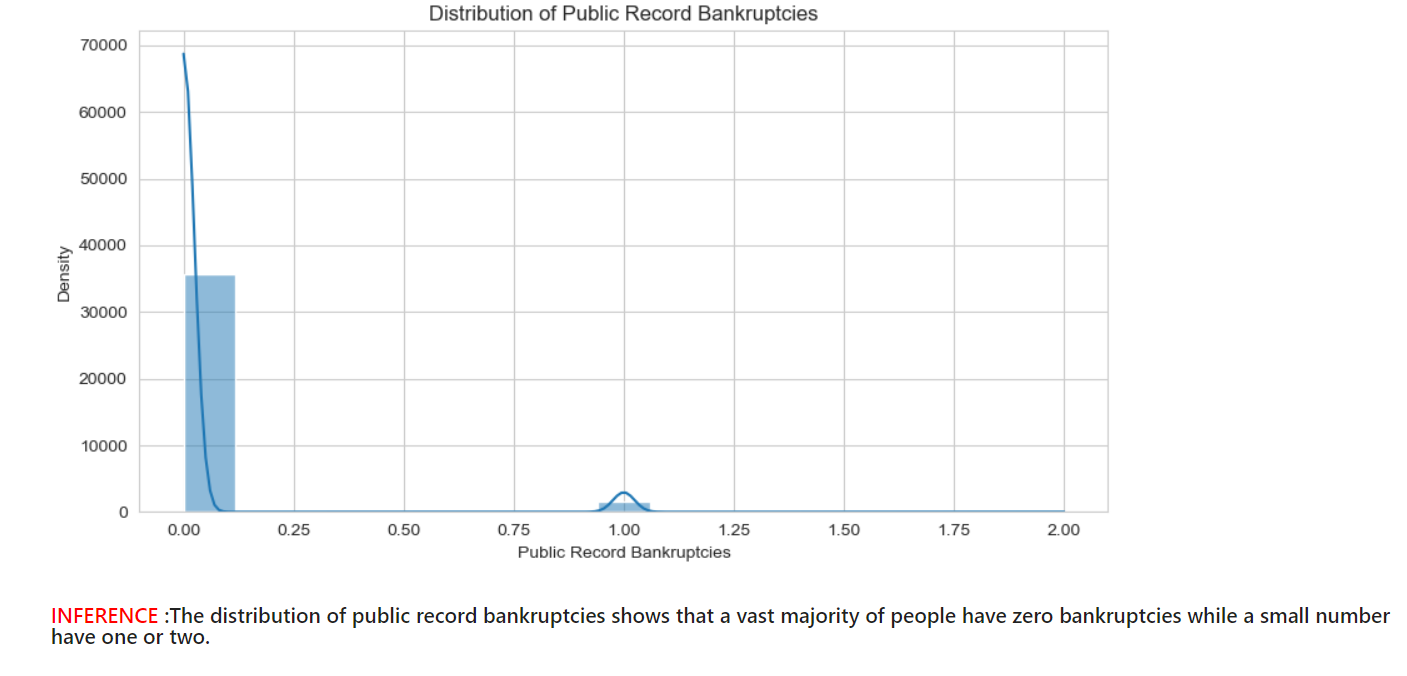 Distribution of Public Record Bankruptcies
70000
60000
50000
40000
30000
20000
10000
0
Density
0.00 0.25 0.50 0.75 1.00 1.25 1.50 1.75 2.00
Public Record Bankruptcies
INFERENCE :The distribution of public record bankruptcies shows that a vast majority of people have zero bankruptcies while a small number
have one or two.